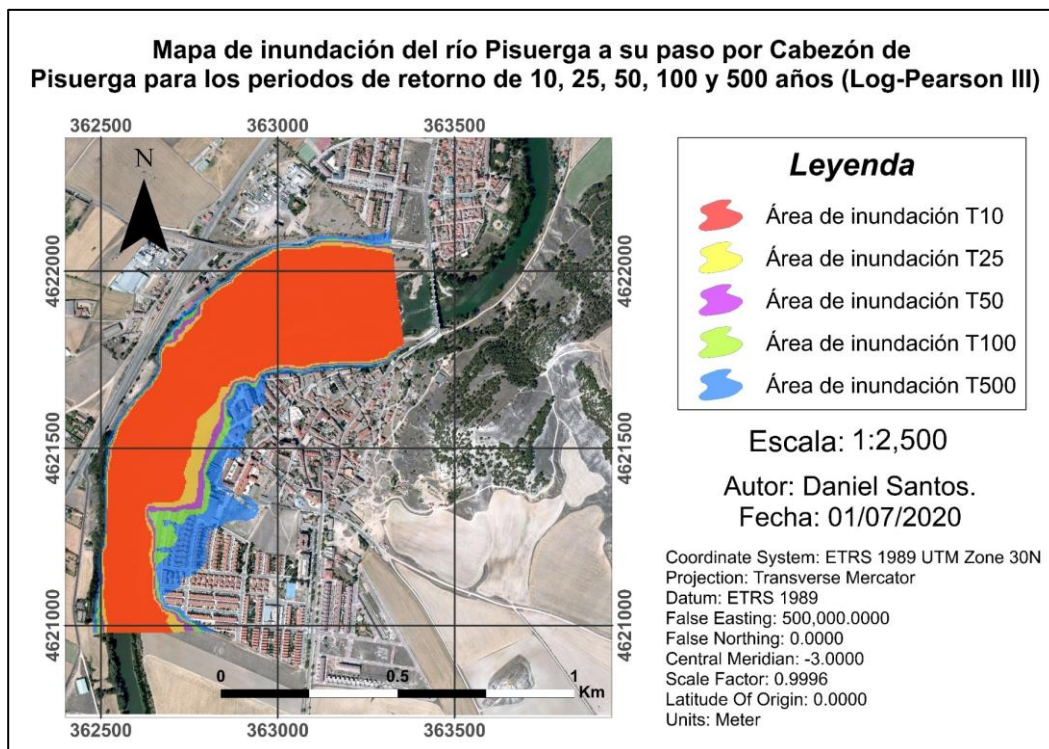 Mapa de inundación del río Pisuerga a su paso por Cabezón de
Pisuerga para los periodos de retorno de 10, 25, 50, 100 y 500 años (Log-Pearson III)
362500 363000 363500
N
4622000
4621500
4621000
4622000
4621500
4621000
0 0.5 1
Km
362500 363000 363500
Leyenda
Área de inundación T10
Área de inundación T25
Área de inundación T50
Área de inundación T100
Área de inundación T500
Escala: 1:2,500
Autor: Daniel Santos.
Fecha: 01/07/2020
Coordinate System: ETRS 1989 UTM Zone 30N
Projection: Transverse Mercator
Datum: ETRS 1989
False Easting: 500,000.0000
False Northing: 0.0000
Central Meridian: -3.0000
Scale Factor: 0.9996
Latitude Of Origin: 0.0000
Units: Meter